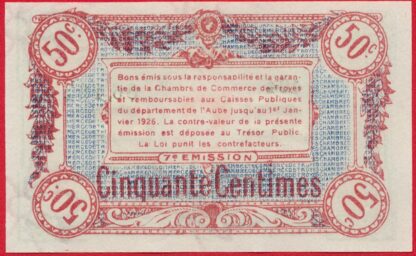 50c. 50c.
Bons émis sous la responsabilité et la garan-
tie de la Chambre de Commerce de Troyes
et remboursables aux Caisses Publiques
du département de l'Aube jusqu'au 1er Jan-
vier 1926. La contre-valeur de la présente
émission est déposée au Trésor Public.
La Loi punit les contrefacteurs.
7e EMISSION
Cinquante Centimes
50c. 50c.